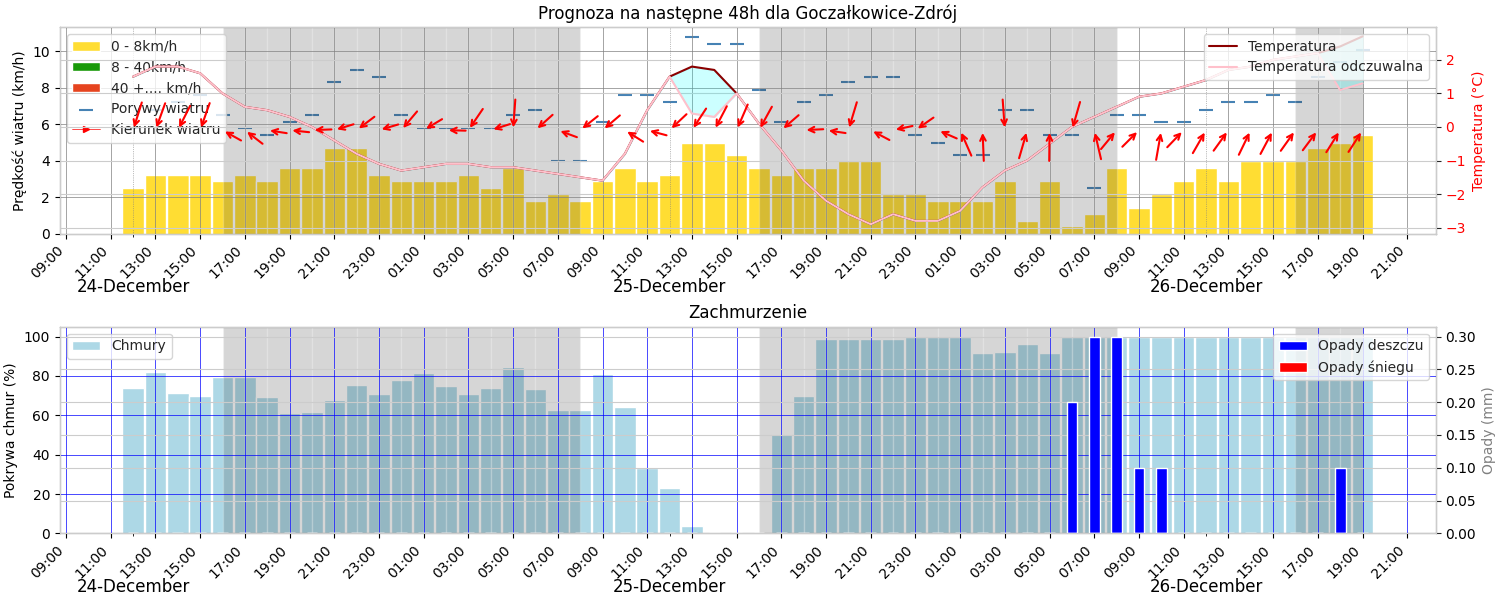 Prognoza na następne 48h dla Goczałkowice-Zdrój
Prędkość wiatru (km/h)
10
8
6
4
2
0
0 - 8km/h
8 - 40km/h
40 +.... km/h
Porywy wiatru
Kierunek wiatru
Temperatura
Temperatura odczuwalna
2
1
0
−1
−2
−3
Temperatura (°C)
09:00 11:00 13:00 15:00 17:00 19:00 21:00 23:00 01:00 03:00 05:00 07:00 09:00 11:00 13:00 15:00 17:00 19:00 21:00 23:00 01:00 03:00 05:00 07:00 09:00 11:00 13:00 15:00 17:00 19:00 21:00
24-December 25-December 26-December
Zachmurzenie
Pokrywa chmur (%)
100
80
60
40
20
0
Chmury
Opady deszczu
Opady śniegu
0.30
0.25
0.20
0.15
0.10
0.05
0.00
Opady (mm)
09:00 11:00 13:00 15:00 17:00 19:00 21:00 23:00 01:00 03:00 05:00 07:00 09:00 11:00 13:00 15:00 17:00 19:00 21:00 23:00 01:00 03:00 05:00 07:00 09:00 11:00 13:00 15:00 17:00 19:00 21:00
24-December 25-December 26-December